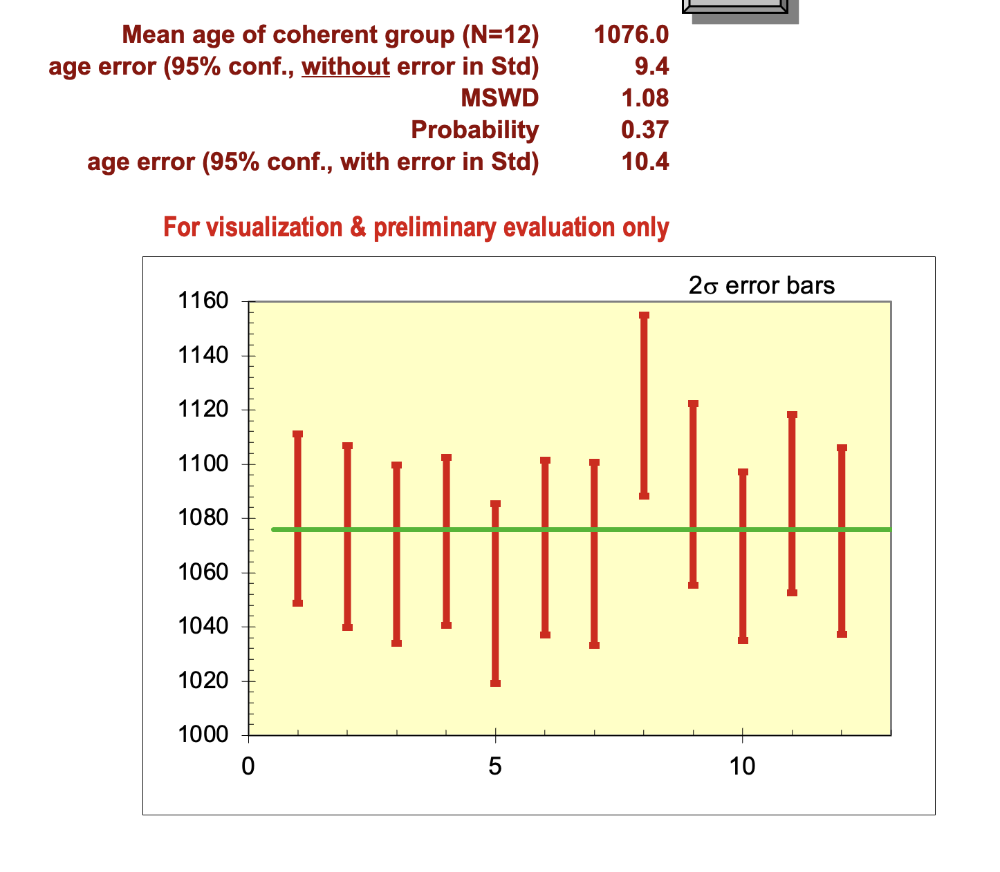 Mean age of coherent group (N=12) 1076.0
age error (95% conf., without error in Std) 9.4
MSWD 1.08
Probability 0.37
age error (95% conf., with error in Std) 10.4
For visualization & preliminary evaluation only
2σ error bars
1160
1140
1120
1100
1080
1060
1040
1020
1000
0 5 10